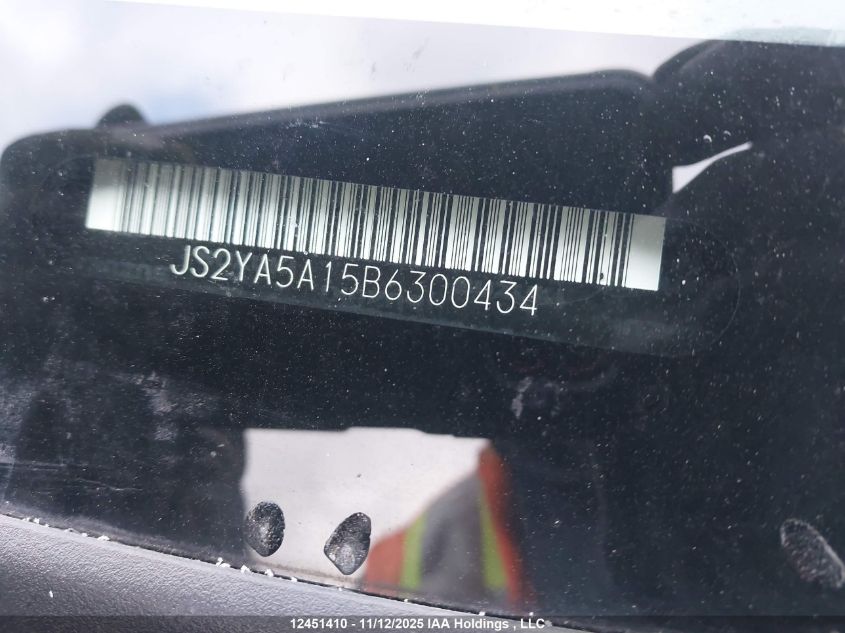 JS2YA5A15B6300434
12451410 - 11/12/2025 IAA Holdings , LLC